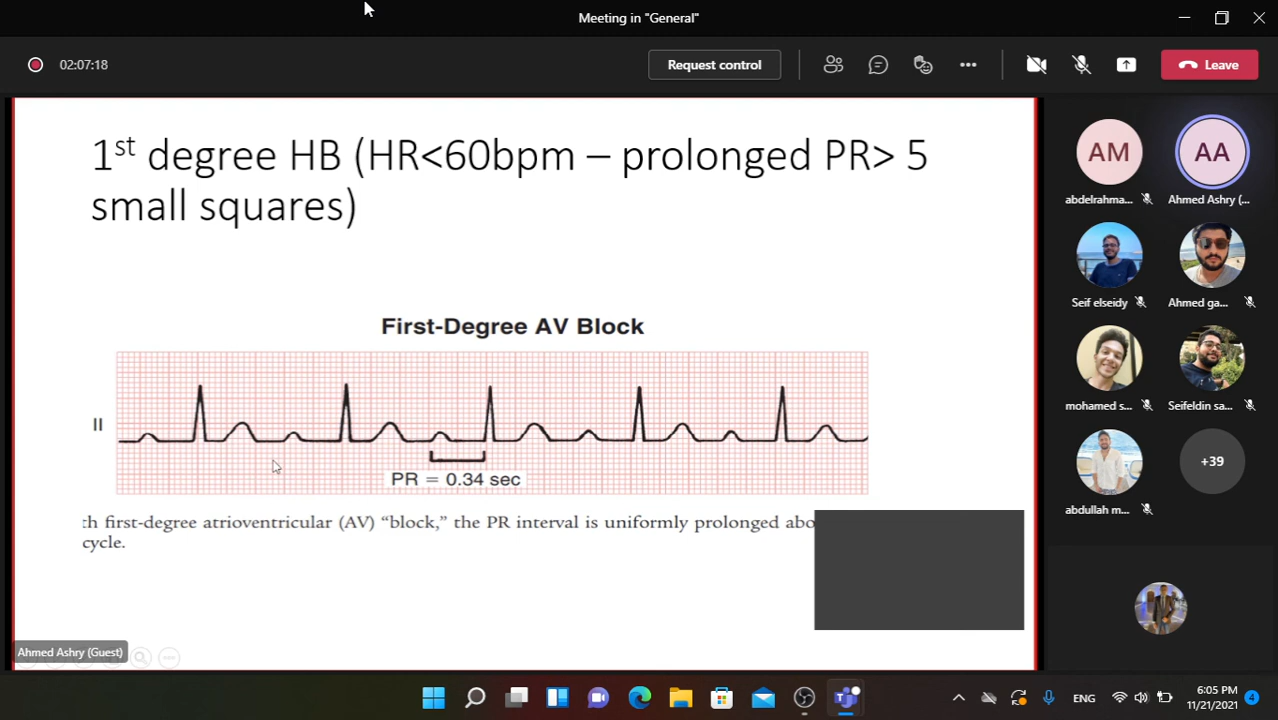 Meeting in "General"
02:07:18
Request control
Leave
1st degree HB (HR<60bpm – prolonged PR> 5
small squares)
First-Degree AV Block
II
PR = 0.34 sec
th first-degree atrioventricular (AV) “block,” the PR interval is uniformly prolonged abo
cycle.
AM
AA
abdelrahma...
Ahmed Ashry (...
Seif elseidy
Ahmed ga...
mohamed s...
Seifeldin sa...
abdullah m...
+39
Ahmed Ashry (Guest)
ENG
6:05 PM
11/21/2021
4